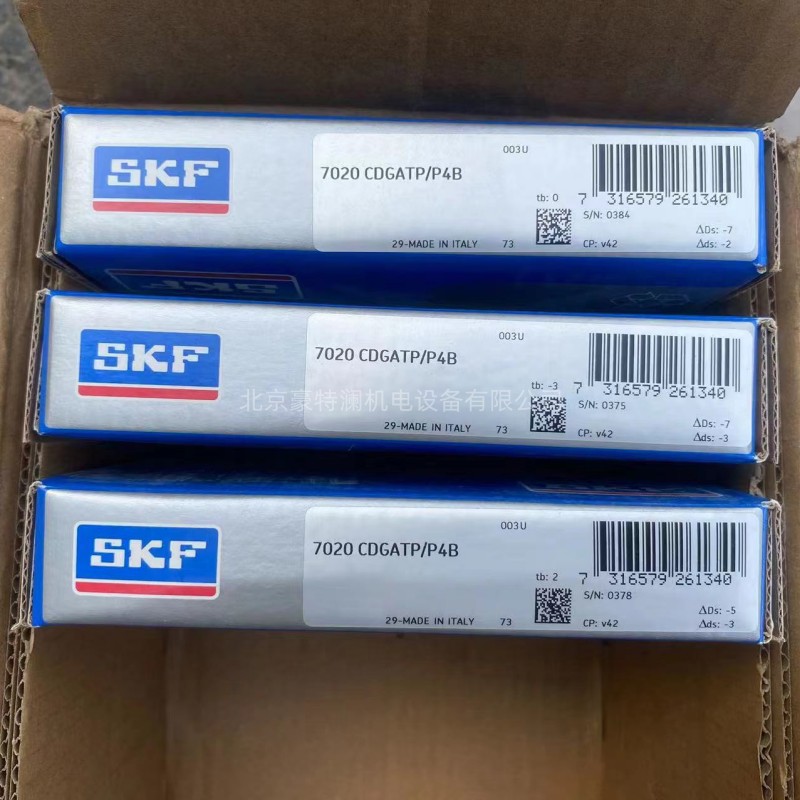 SKF
7020 CDGATP/P4B
003U
tb: 0
7 316579 261340
S/N: 0384
29-MADE IN ITALY 73
CP: v42
ΔDs: -7
Δds: -2
SKF
SKF
7020 CDGATP/P4B
003U
tb: -3
7 316579 261340
S/N: 0375
29-MADE IN ITALY 73
CP: v42
ΔDs: -7
Δds: -3
北京豪特澜机电设备有限公
SKF
7020 CDGATP/P4B
003U
tb: 2
7 316579 261340
S/N: 0378
29-MADE IN ITALY 73
CP: v42
ΔDs: -5
Δds: -3